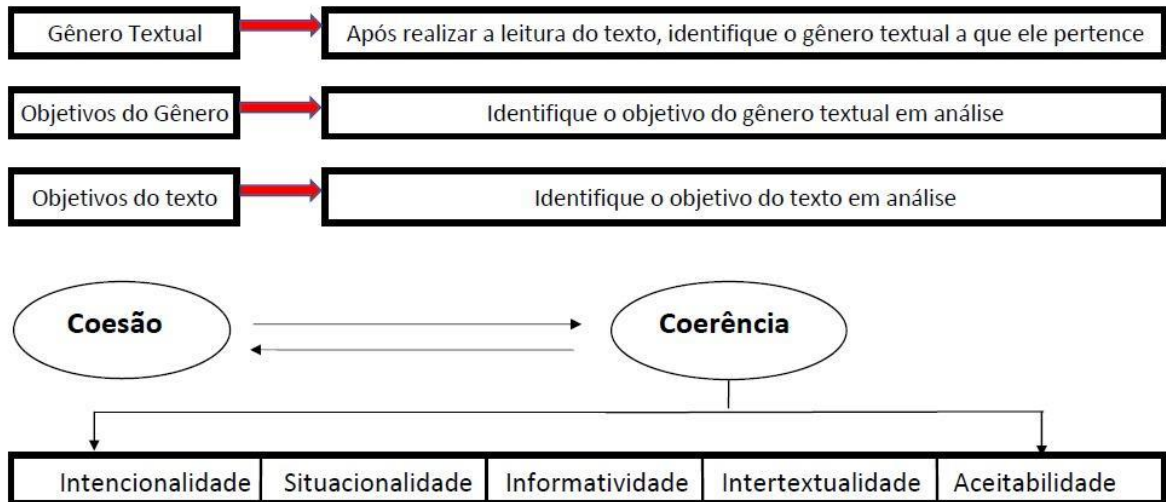 Gênero Textual
Após realizar a leitura do texto, identifique o gênero textual a que ele pertence
Objetivos do Gênero
Identifique o objetivo do gênero textual em análise
Objetivos do texto
Identifique o objetivo do texto em análise
Coesão
Coerência
Intencionalidade
Situacionalidade
Informatividade
Intertextualidade
Aceitabilidade